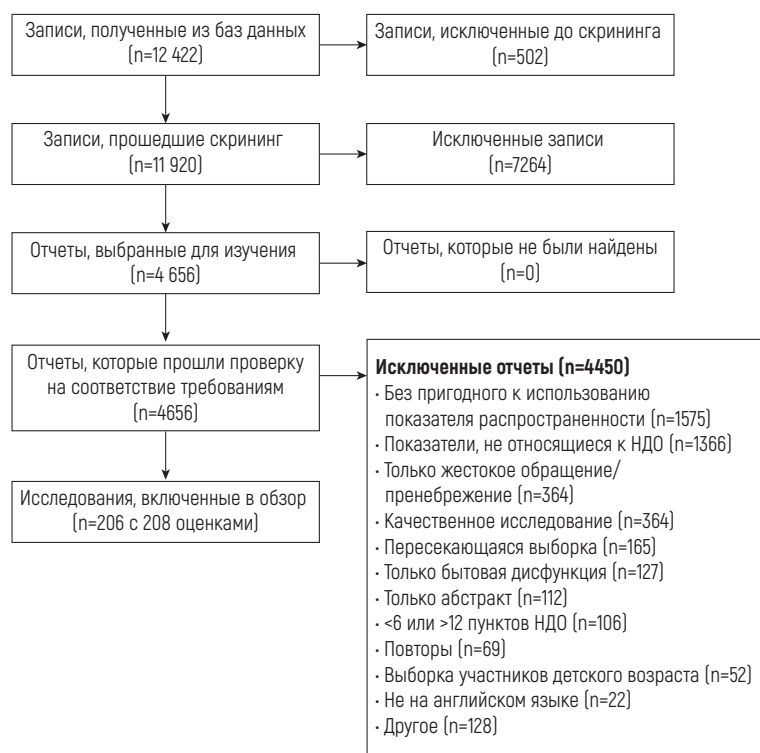 Записи, полученные из баз данных
(n=12 422)
Записи, исключенные до скрининга
(n=502)
Записи, прошедшие скрининг
(n=11 920)
Исключенные записи
(n=7264)
Отчеты, выбранные для изучения
(n=4 656)
Отчеты, которые не были найдены
(n=0)
Отчеты, которые прошли проверку
на соответствие требованиям
(n=4656)
Исключенные отчеты (n=4450)
· Без пригодного к использованию
показателя распространенности (n=1575)
· Показатели, не относящиеся к НДО (n=1366)
· Только жестокое обращение/
пренебрежение (n=364)
· Качественное исследование (n=364)
· Пересекающаяся выборка (n=165)
· Только бытовая дисфункция (n=127)
· Только абстракт (n=112)
· <6 или >12 пунктов НДО (n=106)
· Повторы (n=69)
· Выборка участников детского возраста (n=52)
· Не на английском языке (n=22)
· Другое (n=128)
Исследования, включенные в обзор
(n=206 с 208 оценками)